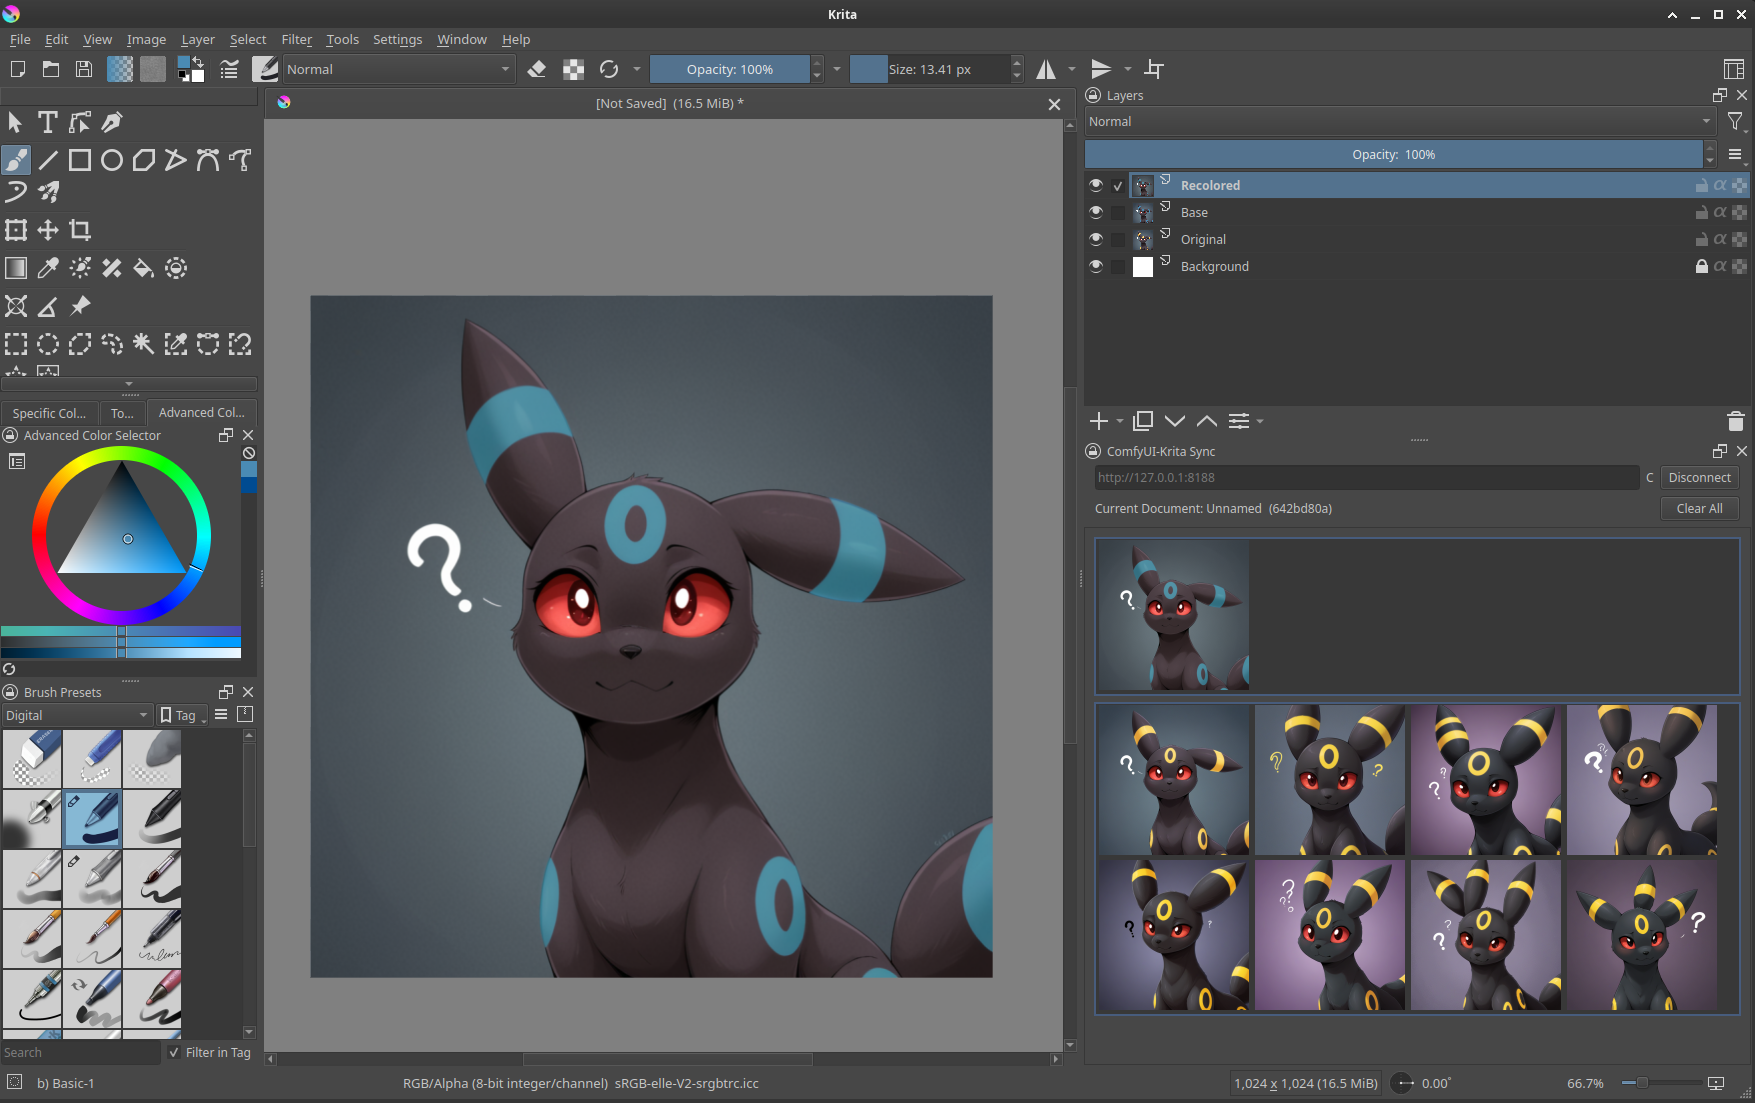 Krita
File Edit View Image Layer Select Filter Tools Settings Window Help
Normal
Opacity: 100%
Size: 13.41 px
[Not Saved] (16.5 MiB) *
Specific Col...
To...
Advanced Col...
Advanced Color Selector
Brush Presets
Digital
Tag
Search
Filter in Tag
b) Basic-1
RGB/Alpha (8-bit integer/channel) sRGB-elle-V2-srgbtrc.icc
?
Layers
Normal
Opacity: 100%
Recolored
Base
Original
Background
ComfyUI-Krita Sync
http://127.0.0.1:8188
C
Disconnect
Current Document: Unnamed (642bd80a)
Clear All
1,024 x 1,024 (16.5 MiB)
0.00°
66.7%